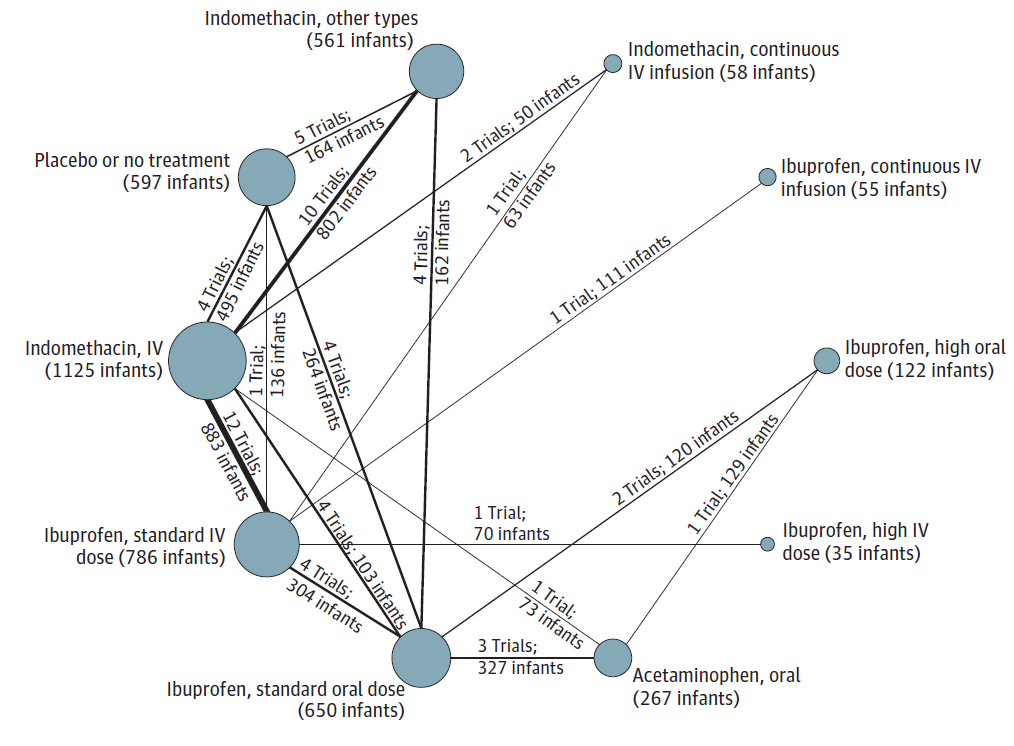 Indomethacin, other types
(561 infants)
Indomethacin, continuous
IV infusion (58 infants)
5 Trials;
164 infants
2 Trials; 50 infants
Placebo or no treatment
(597 infants)
Ibuprofen, continuous IV
infusion (55 infants)
10 Trials;
802 infants
1 Trial;
63 infants
4 Trials;
162 infants
4 Trials;
495 infants
1 Trial; 111 infants
Indomethacin, IV
(1125 infants)
1 Trial;
136 infants
4 Trials;
264 infants
Ibuprofen, high oral
dose (122 infants)
12 Trials;
883 infants
2 Trials; 120 infants
1 Trial; 129 infants
Ibuprofen, standard IV
dose (786 infants)
4 Trials; 103 infants
1 Trial;
70 infants
Ibuprofen, high IV
dose (35 infants)
4 Trials;
304 infants
1 Trial;
73 infants
3 Trials;
327 infants
Ibuprofen, standard oral dose
(650 infants)
Acetaminophen, oral
(267 infants)